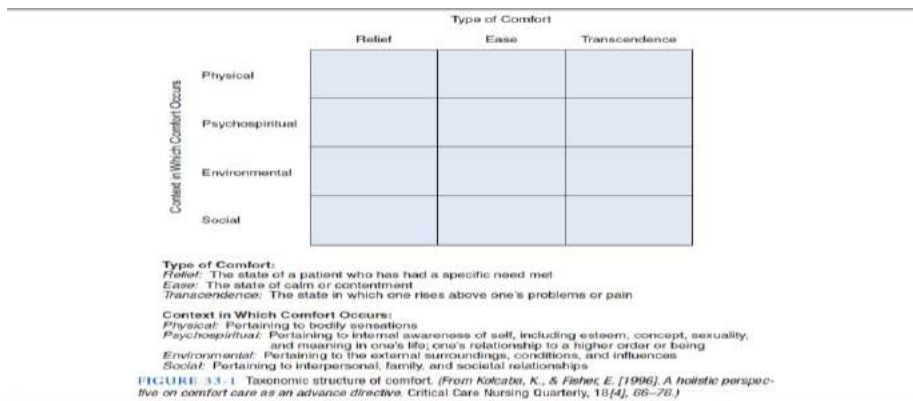 Type of Comfort
Relief Ease Transcendence
Context in Which Comfort Occurs
Physical
Psychospiritual
Environmental
Social
Type of Comfort:
Relief: The state of a patient who has had a specific need met
Ease: The state of calm or contentment
Transcendence: The state in which one rises above one's problems or pain
Context in Which Comfort Occurs:
Physical: Pertaining to bodily sensations
Psychospiritual: Pertaining to internal awareness of self, including esteem, concept, sexuality,
and meaning in one's life; one's relationship to a higher order or being
Environmental: Pertaining to the external surroundings, conditions, and influences
Social: Pertaining to interpersonal, family, and societal relationships
FIGURE 33-1 Taxonomic structure of comfort. (From Kolcaba, K., & Fisher, E. [1996]. A holistic perspec-
tive on comfort care as an advance directive. Critical Care Nursing Quarterly, 18[4], 66–76.)